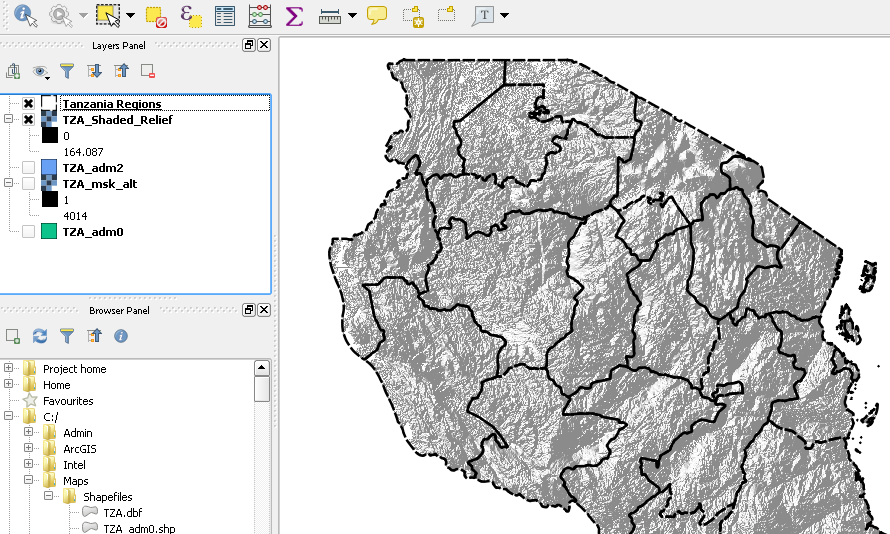 T
Layers Panel
Tanzania Regions
TZA_Shaded_Relief
0
164.087
TZA_adm2
TZA_msk_alt
1
4014
TZA_adm0
Browser Panel
Project home
Home
Favourites
C:/
Admin
ArcGIS
Intel
Maps
Shapefiles
TZA.dbf
TZA_adm0.shp